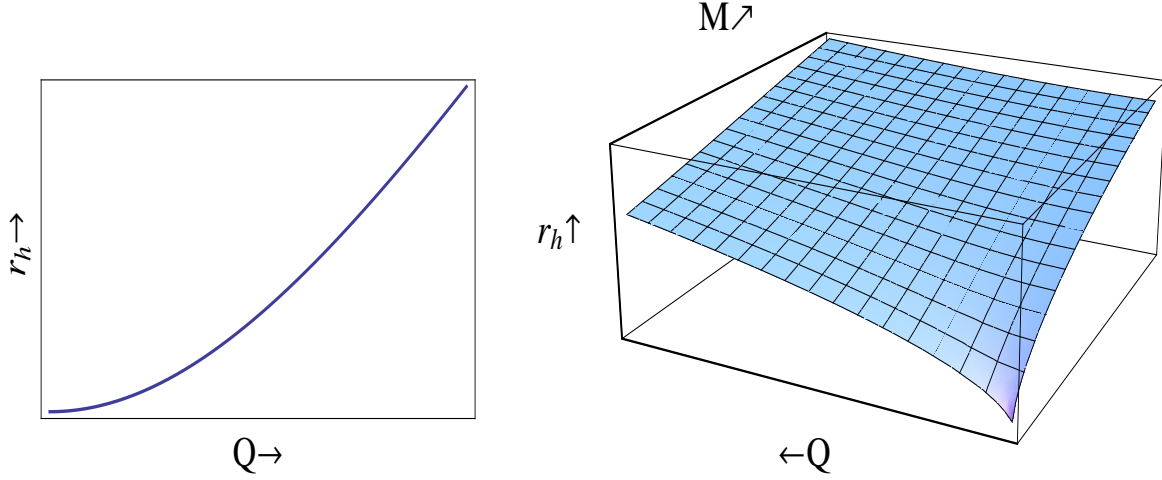 r_h→
Q→
M↗
r_h↑
←Q